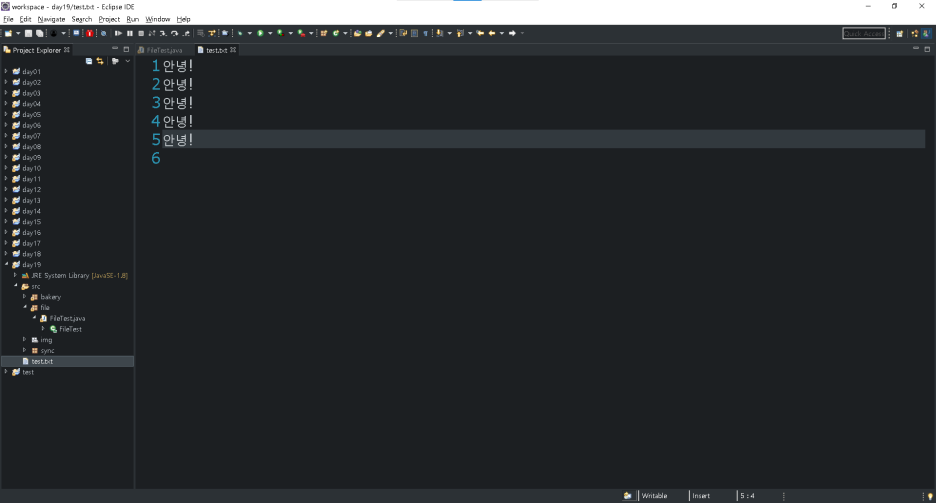 workspace - day19/test.txt - Eclipse IDE
File Edit Navigate Search Project Run Window Help
Quick Access
Project Explorer
FileTest.java
test.txt
day01
day02
day03
day04
day05
day06
day07
day08
day09
day10
day11
day12
day13
day14
day15
day16
day17
day18
day19
JRE System Library [JavaSE-1.8]
src
bakery
file
FileTest.java
FileTest
img
sync
test.txt
test
1 안녕!
2 안녕!
3 안녕!
4 안녕!
5 안녕!
6
Writable Insert 5 : 4